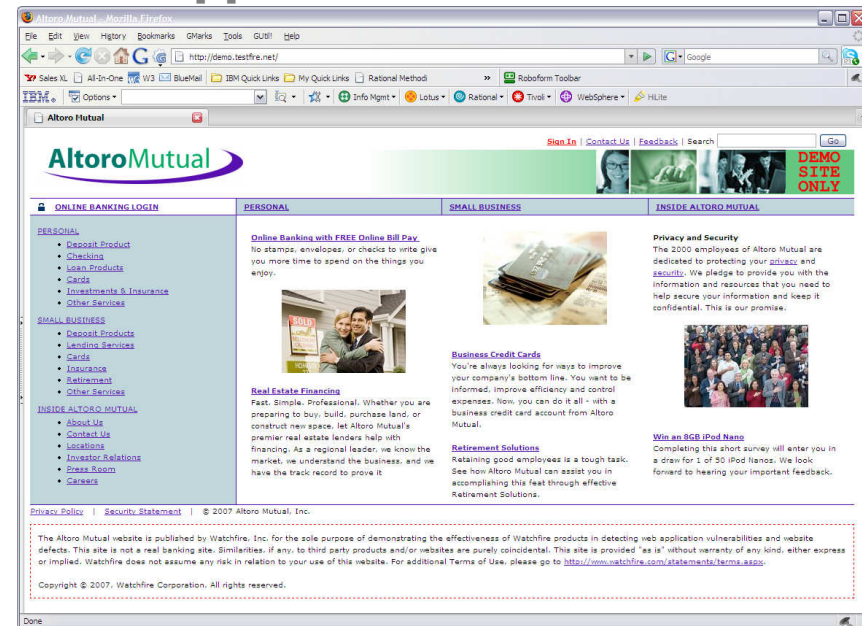 Altoro Mutual - Mozilla Firefox
File Edit View History Bookmarks GMarks Tools GUtil! Help
http://demo.testfire.net/
Google
Sales XL All-In-One W3 BlueMail IBM Quick Links My Quick Links Rational Methodi » Roboform Toolbar
IBM Options Info Mgmt Lotus Rational Tivoli WebSphere HiLite
Altoro Mutual
Sign In | Contact Us | Feedback | Search Go
AltoroMutual
DEMO
SITE
ONLY
ONLINE BANKING LOGIN PERSONAL SMALL BUSINESS INSIDE ALTORO MUTUAL
PERSONAL
Deposit Product
Checking
Loan Products
Cards
Investments & Insurance
Other Services
SMALL BUSINESS
Deposit Products
Lending Services
Cards
Insurance
Retirement
Other Services
INSIDE ALTORO MUTUAL
About Us
Contact Us
Locations
Investor Relations
Press Room
Careers
Online Banking with FREE Online Bill Pay
No stamps, envelopes, or checks to write give
you more time to spend on the things you
enjoy.
SOLD
Real Estate Financing
Fast. Simple. Professional. Whether you are
preparing to buy, build, purchase land, or
construct new space, let Altoro Mutual's
premier real estate lenders help with
financing. As a regional leader, we know the
market, we understand the business, and we
have the track record to prove it
Business Credit Cards
You're always looking for ways to improve
your company's bottom line. You want to be
informed, improve efficiency and control
expenses. Now, you can do it all - with a
business credit card account from Altoro
Mutual.
Retirement Solutions
Retaining good employees is a tough task.
See how Altoro Mutual can assist you in
accomplishing this feat through effective
Retirement Solutions.
Privacy and Security
The 2000 employees of Altoro Mutual are
dedicated to protecting your privacy and
security. We pledge to provide you with the
information and resources that you need to
help secure your information and keep it
confidential. This is our promise.
Win an 8GB iPod Nano
Completing this short survey will enter you in
a draw for 1 of 50 iPod Nanos. We look
forward to hearing your important feedback.
Privacy Policy | Security Statement | © 2007 Altoro Mutual, Inc.
The Altoro Mutual website is published by Watchfire, Inc. for the sole purpose of demonstrating the effectiveness of Watchfire products in detecting web application vulnerabilities and website
defects. This site is not a real banking site. Similarities, if any, to third party products and/or websites are purely coincidental. This site is provided "as is" without warranty of any kind, either express
or implied. Watchfire does not assume any risk in relation to your use of this website. For additional Terms of Use, please go to http://www.watchfire.com/statements/terms.aspx.
Copyright © 2007, Watchfire Corporation, All rights reserved.
Done